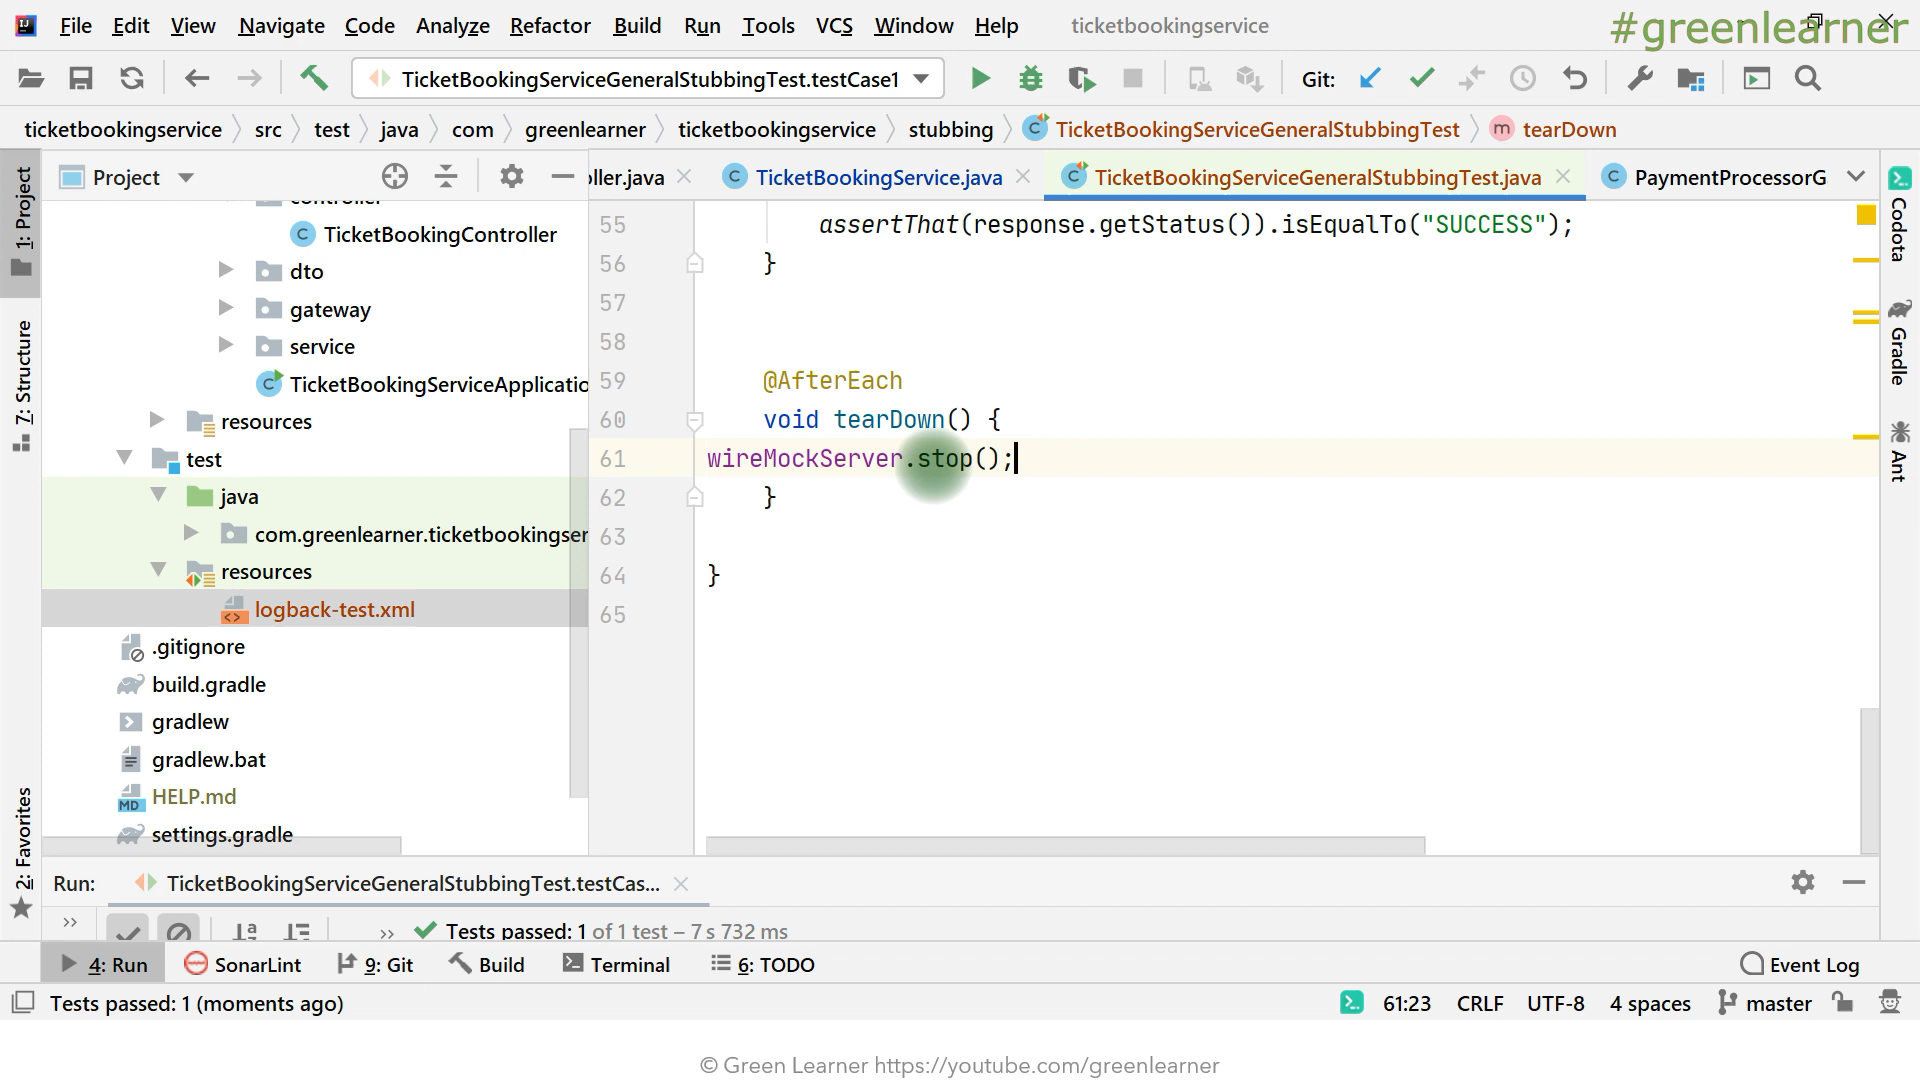 File Edit View Navigate Code Analyze Refactor Build Run Tools VCS Window Help ticketbookingservice
#greenlearner
TicketBookingServiceGeneralStubbingTest.testCase1 Git:
ticketbookingservice src test java com greenlearner ticketbookingservice stubbing TicketBookingServiceGeneralStubbingTest m tearDown
1: Project
7: Structure
2: Favorites
Project
ller.java TicketBookingService.java TicketBookingServiceGeneralStubbingTest.java PaymentProcessorG
controller
TicketBookingController
dto
gateway
service
TicketBookingServiceApplicatio
resources
test
java
com.greenlearner.ticketbookingser
resources
logback-test.xml
.gitignore
build.gradle
gradlew
gradlew.bat
HELP.md
settings.gradle
55 assertThat(response.getStatus()).isEqualTo("SUCCESS");
56 }
57
58
59 @AfterEach
60 void tearDown() {
61 wireMockServer.stop();
62 }
63
64 }
65
Codota
Gradle
Ant
Run: TicketBookingServiceGeneralStubbingTest.testCas...
» » Tests passed: 1 of 1 test – 7 s 732 ms
4: Run SonarLint 9: Git Build Terminal 6: TODO Event Log
Tests passed: 1 (moments ago) 61:23 CRLF UTF-8 4 spaces master
© Green Learner https://youtube.com/greenlearner